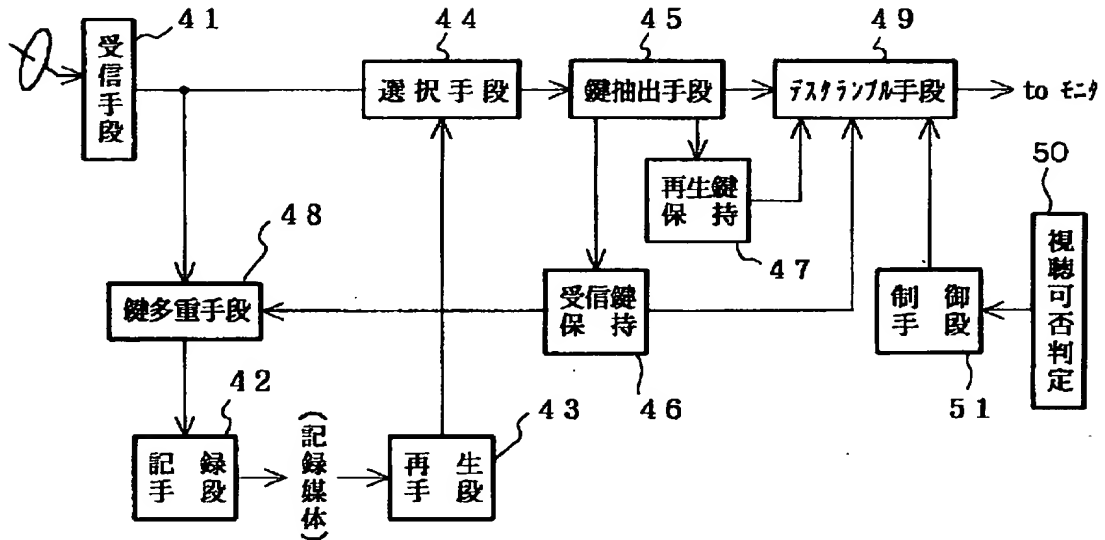 41
受信手段
44
選択手段
45
鍵抽出手段
49
デスクランブル手段
to モニタ
再生鍵
保持
47
50
視聴可否判定
48
鍵多重手段
受信鍵
保持
46
制御
手段
51
42
記録
手段
(記録媒体)
再生
手段
43